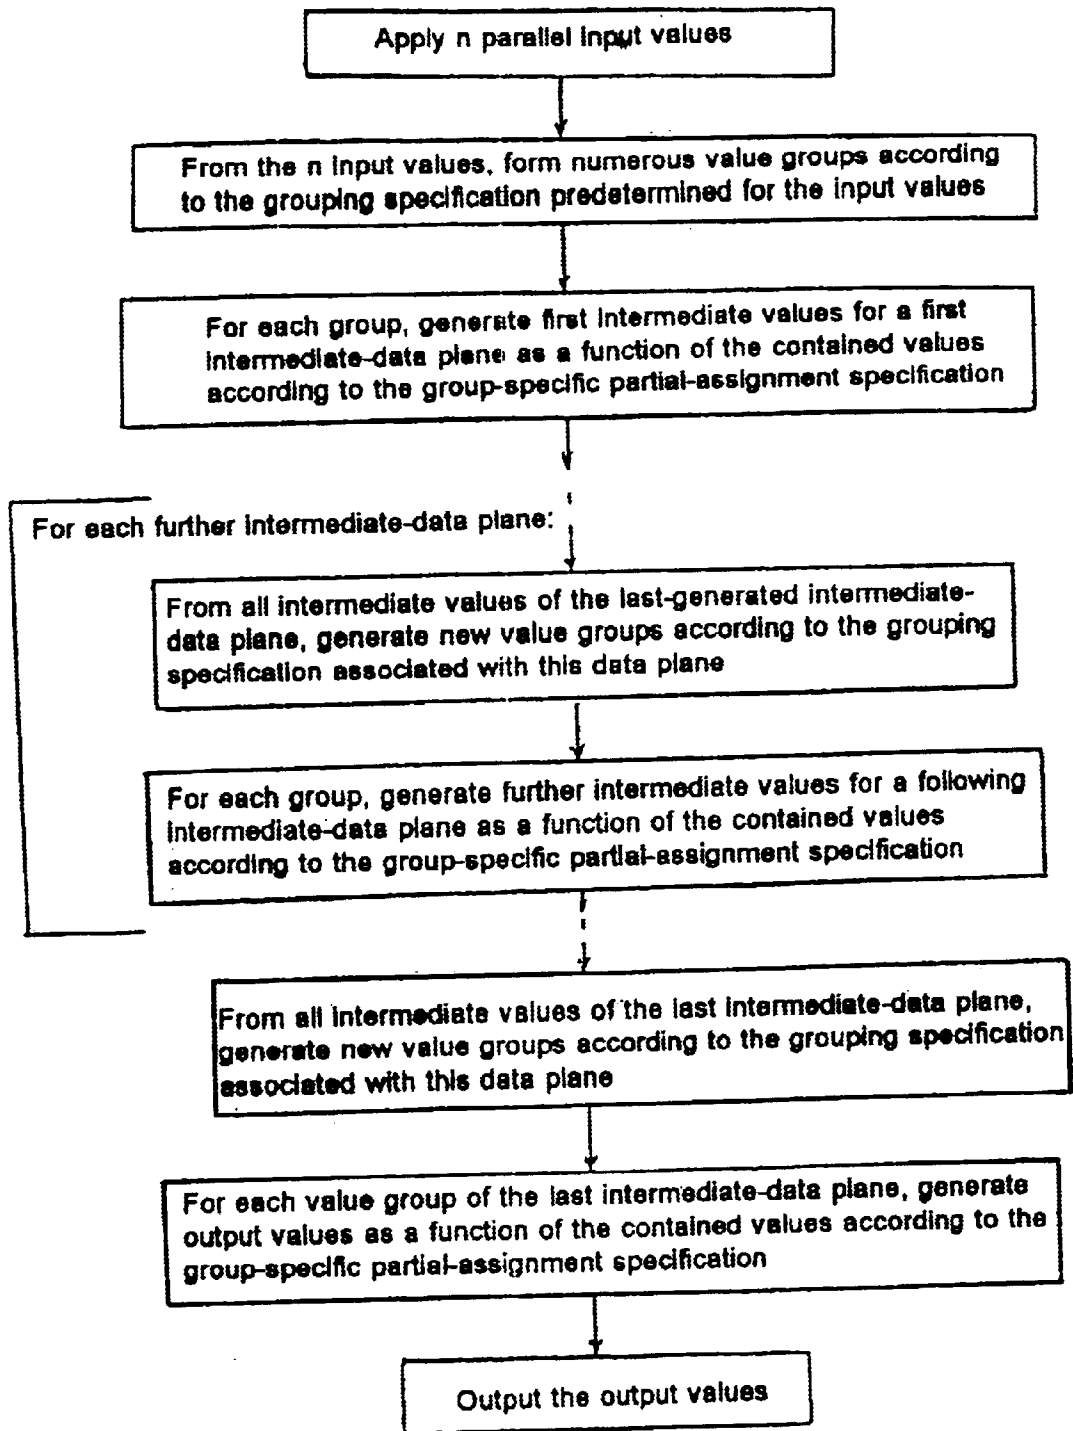 Apply n parallel input values
From the n input values, form numerous value groups according
to the grouping specification predetermined for the input values
For each group, generate first intermediate values for a first
intermediate-data plane as a function of the contained values
according to the group-specific partial-assignment specification
For each further intermediate-data plane:
From all intermediate values of the last-generated intermediate-
data plane, generate new value groups according to the grouping
specification associated with this data plane
For each group, generate further intermediate values for a following
intermediate-data plane as a function of the contained values
according to the group-specific partial-assignment specification
From all intermediate values of the last intermediate-data plane,
generate new value groups according to the grouping specification
associated with this data plane
For each value group of the last intermediate-data plane, generate
output values as a function of the contained values according to the
group-specific partial-assignment specification
Output the output values